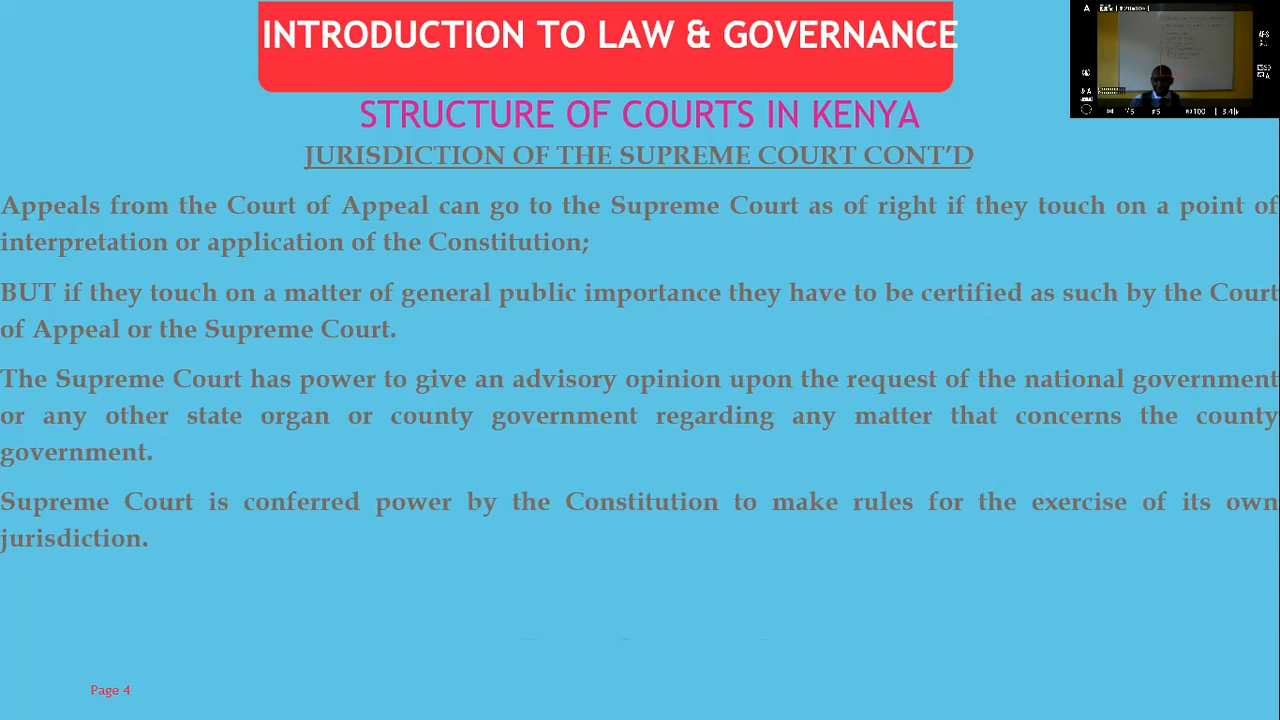 INTRODUCTION TO LAW & GOVERNANCE
STRUCTURE OF COURTS IN KENYA
JURISDICTION OF THE SUPREME COURT CONT’D
Appeals from the Court of Appeal can go to the Supreme Court as of right if they touch on a point of
interpretation or application of the Constitution;
BUT if they touch on a matter of general public importance they have to be certified as such by the Court
of Appeal or the Supreme Court.
The Supreme Court has power to give an advisory opinion upon the request of the national government
or any other state organ or county government regarding any matter that concerns the county
government.
Supreme Court is conferred power by the Constitution to make rules for the exercise of its own
jurisdiction.
Page 4